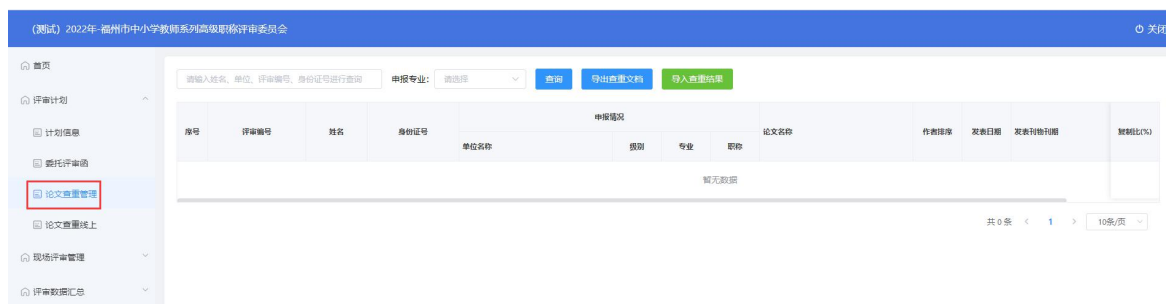 (测试) 2022年-福州市中小学教师系列高级职称评审委员会 关闭
首页
请输入姓名、单位、评审编号、身份证号进行查询 申报专业: 请选择 查询 导出查重文档 导入查重结果
评审计划
申报情况
计划信息
序号 评审编号 姓名 身份证号 论文名称 作者排序 发表日期 发表刊物刊期 复制比(%)
单位名称 级别 专业 职称
委托评审函
暂无数据
论文查重管理
共0条 < 1 > 10条/页
论文查重线上
现场评审管理
评审数据汇总